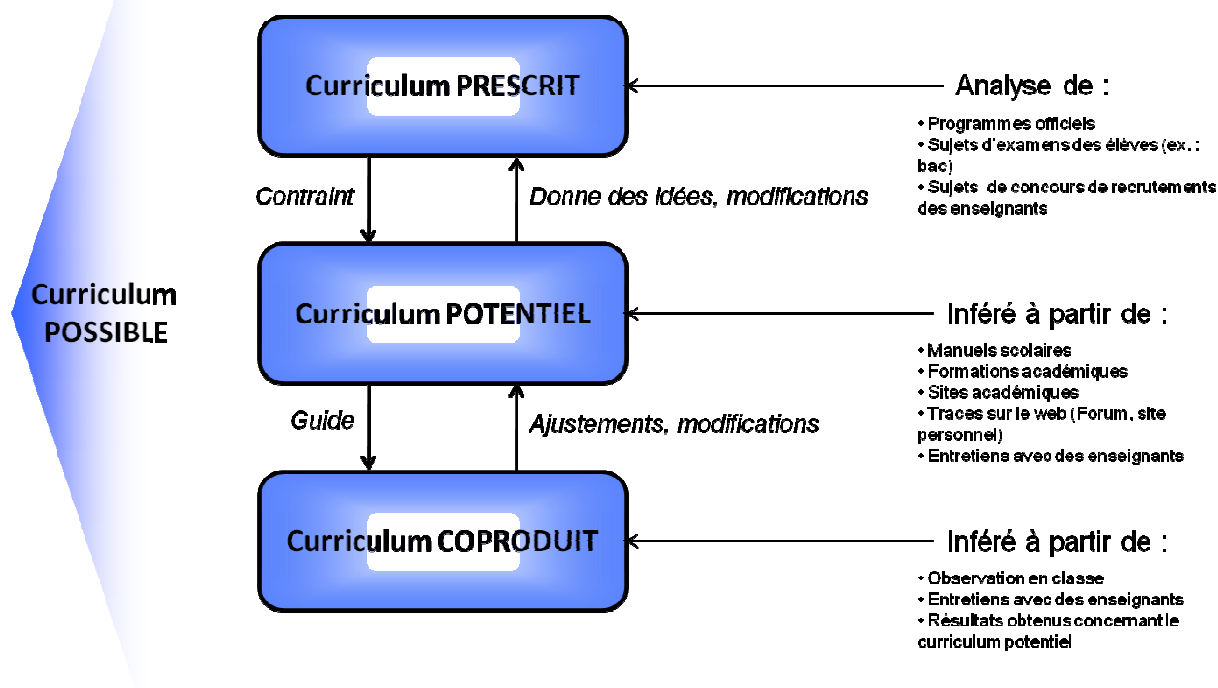 Curriculum PRESCRIT
Analyse de :
• Programmes officiels
• Sujets d'examens des élèves (ex. :
bac)
• Sujets de concours de recrutements
des enseignants
Contraint
Donne des idées, modifications
Curriculum
POSSIBLE
Curriculum POTENTIEL
Inféré à partir de :
• Manuels scolaires
• Formations académiques
• Sites académiques
• Traces sur le web (Forum, site
personnel)
• Entretiens avec des enseignants
Guide
Ajustements, modifications
Curriculum COPRODUIT
Inféré à partir de :
• Observation en classe
• Entretiens avec des enseignants
• Résultats obtenus concernant le
curriculum potentiel